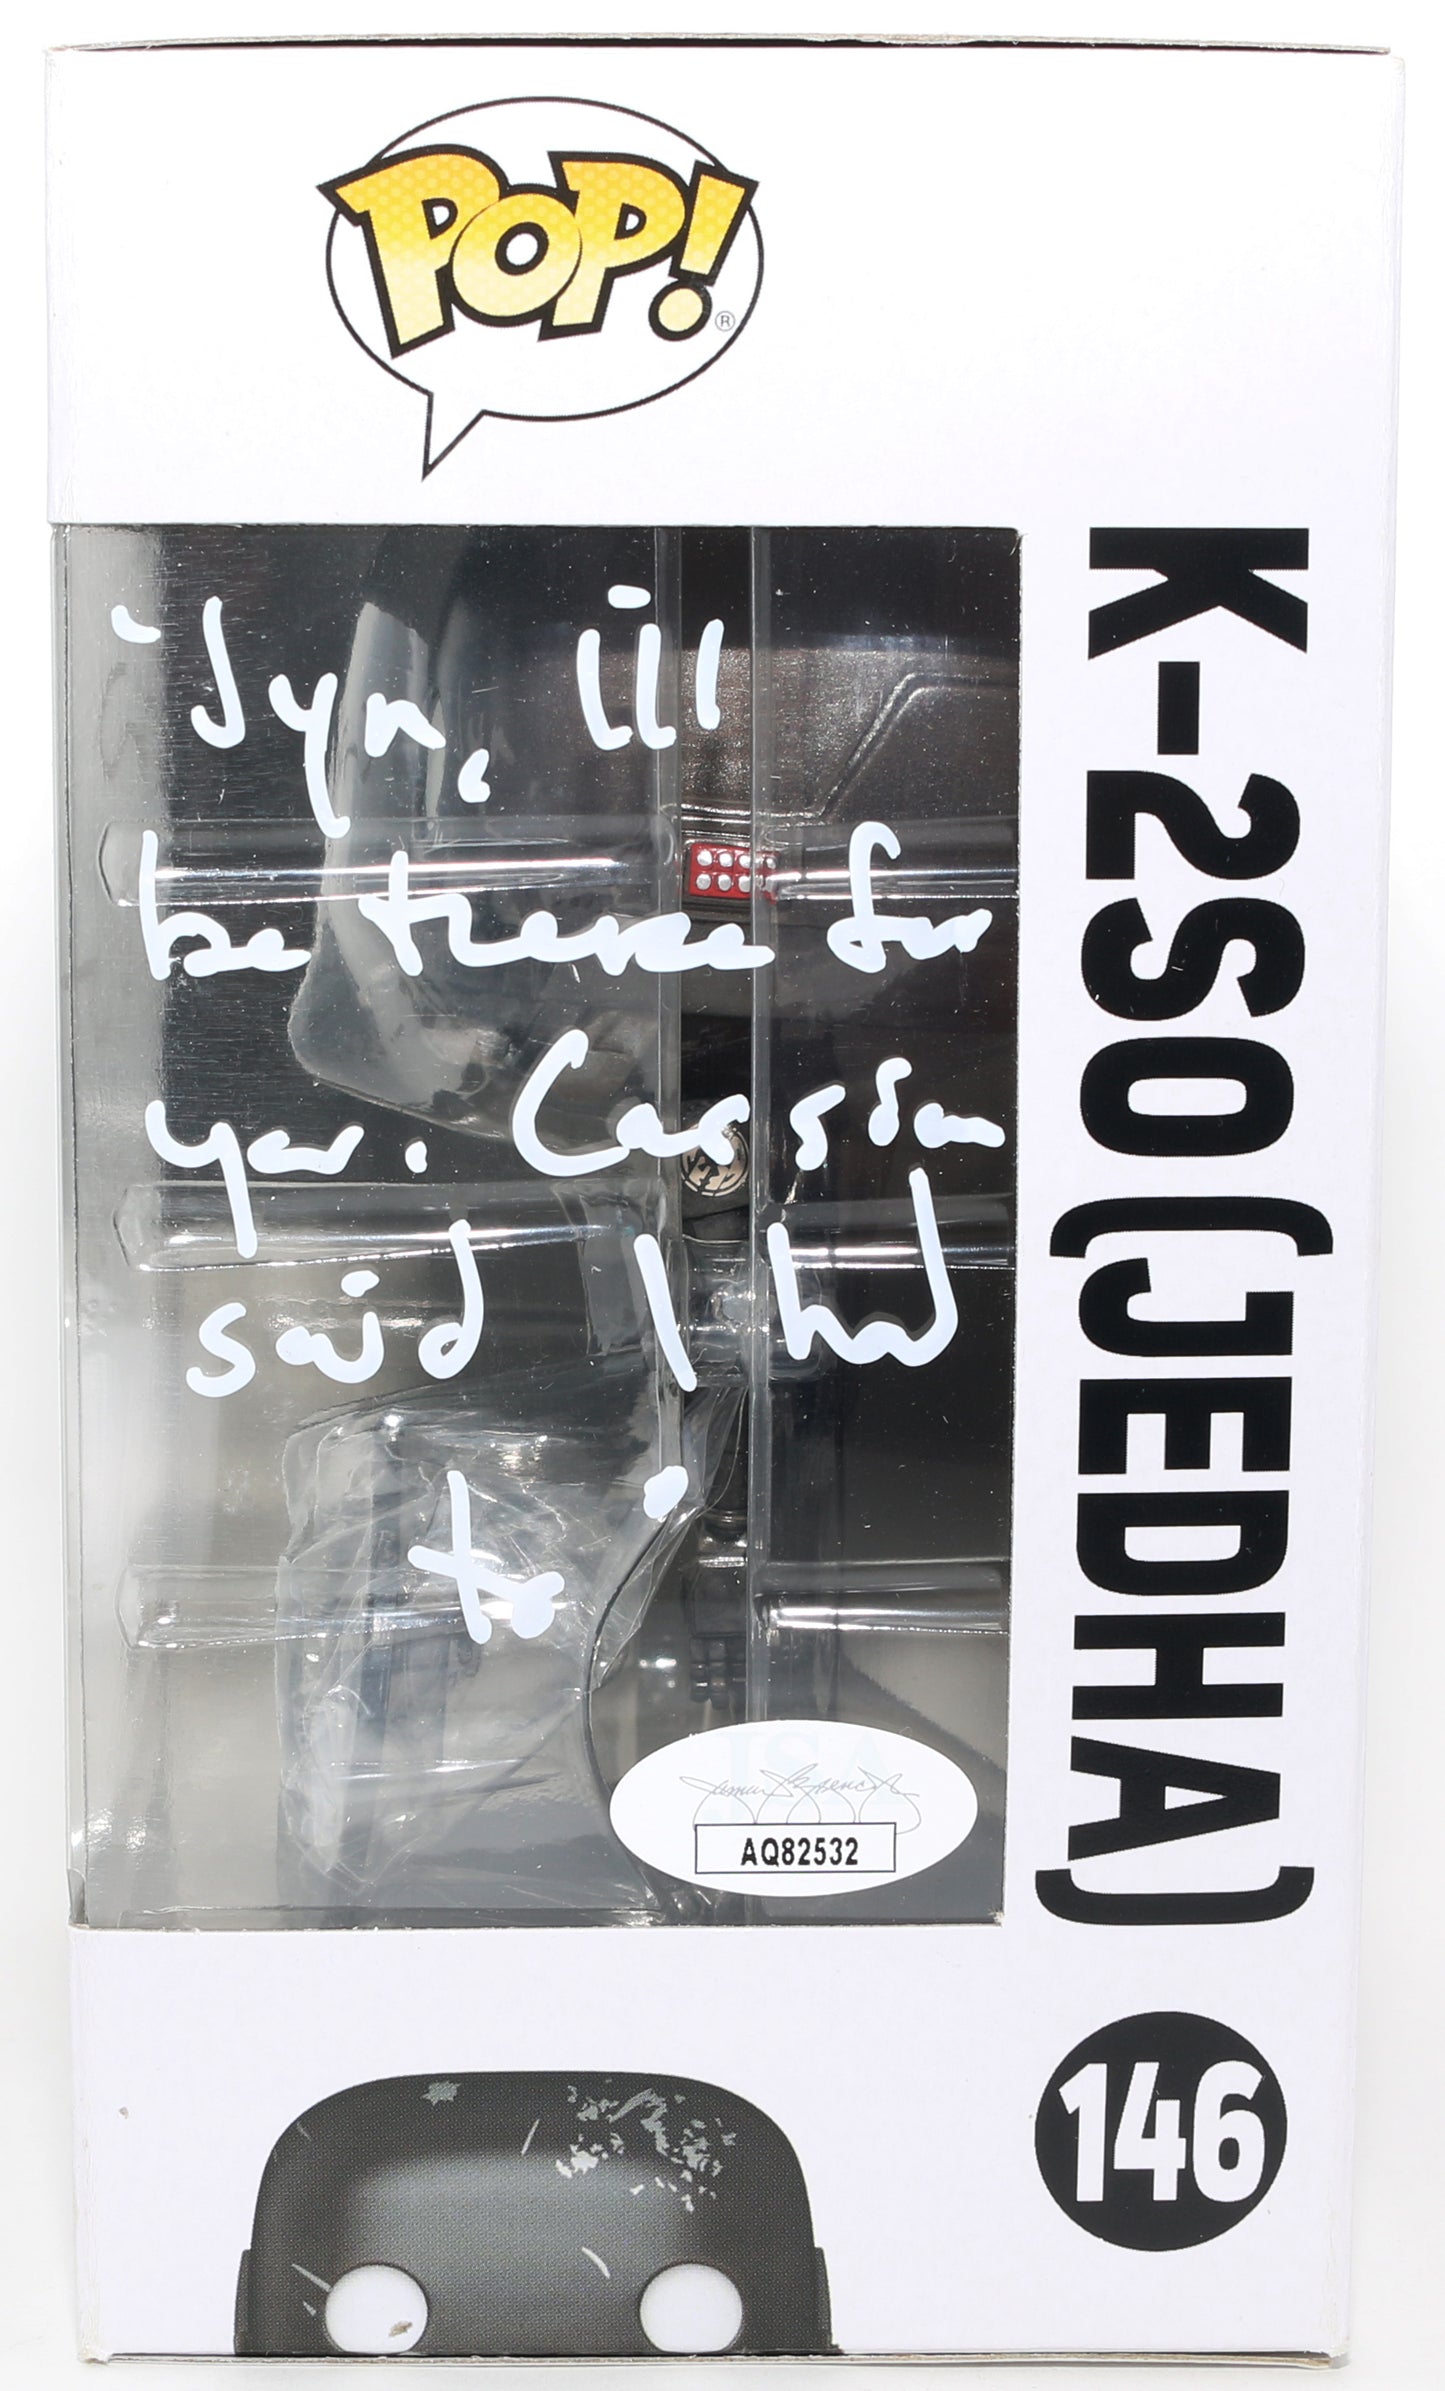 POP!®
'Jyn, i'll
be there for
you. Cassian
said I had
to'
K-2SO (JEDHA)
146
AQ82532